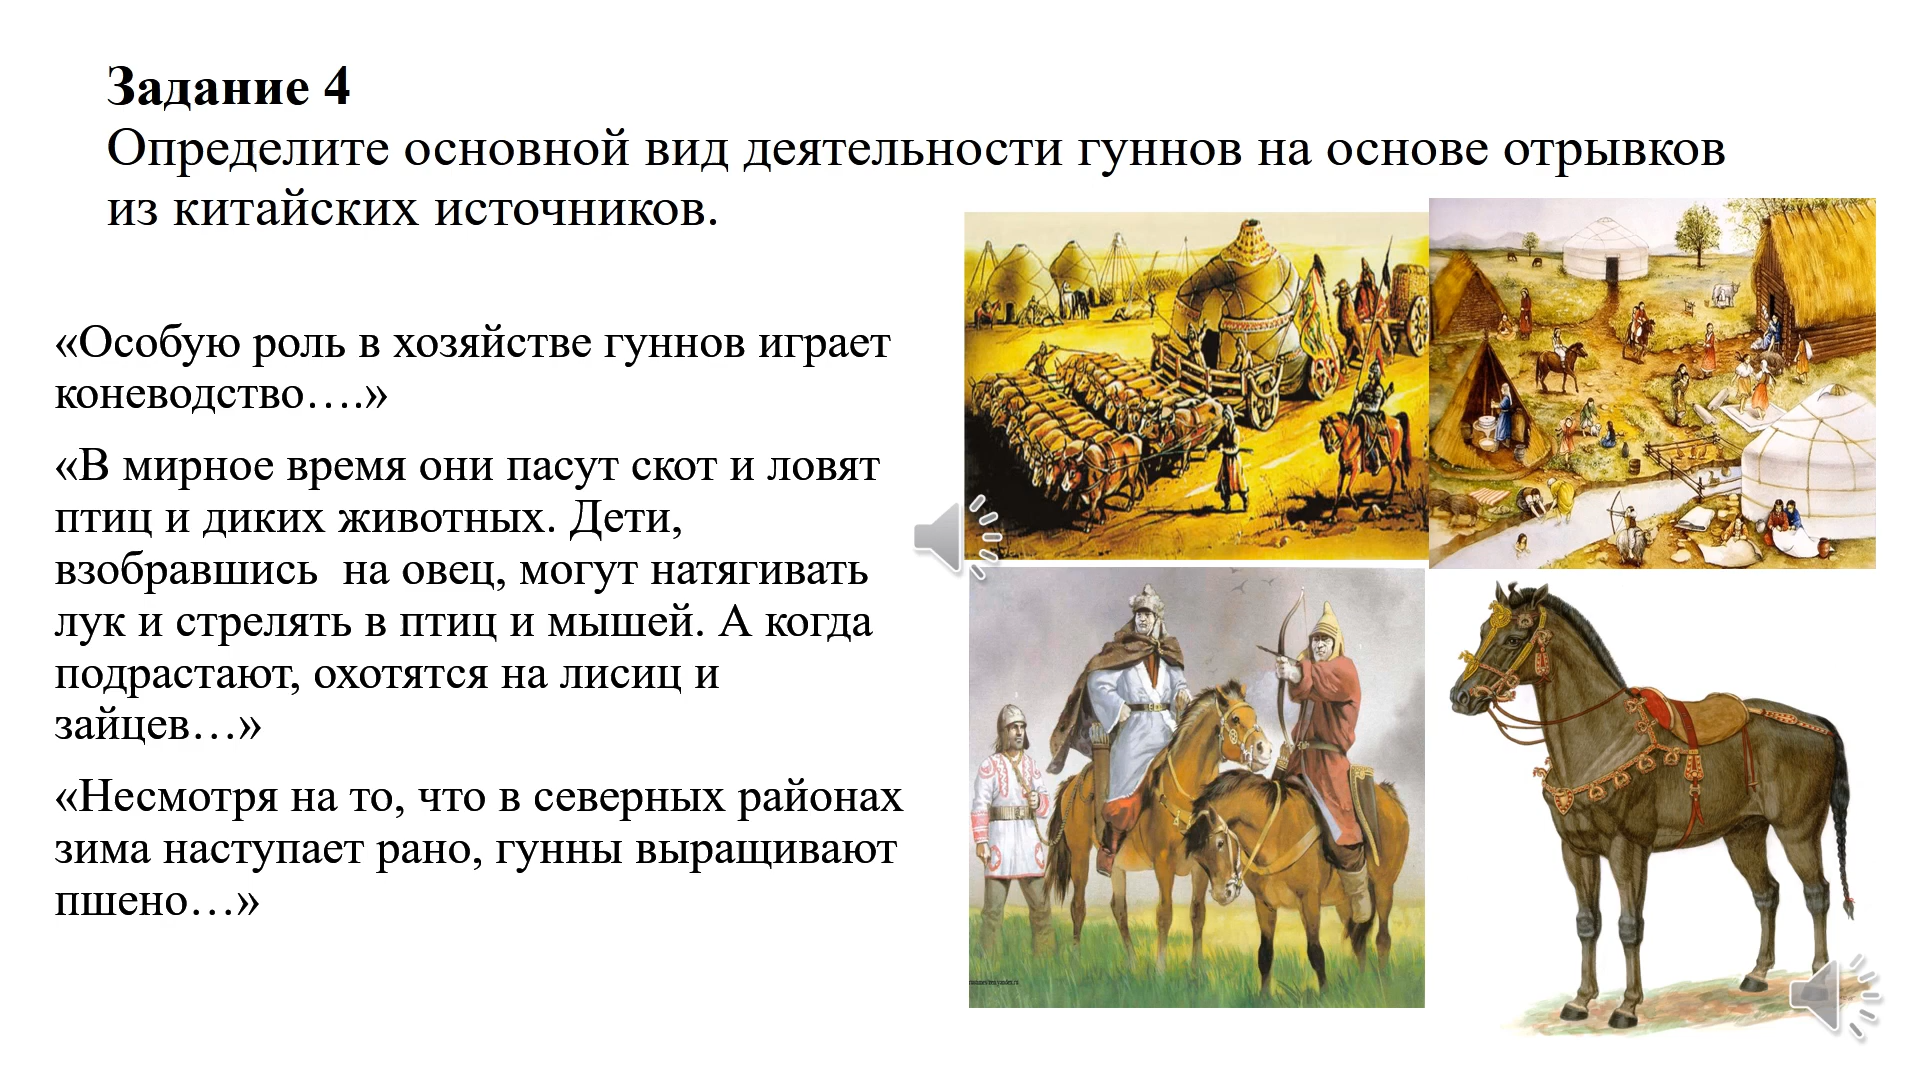 Задание 4
Определите основной вид деятельности гуннов на основе отрывков
из китайских источников.
«Особую роль в хозяйстве гуннов играет
коневодство….»
«В мирное время они пасут скот и ловят
птиц и диких животных. Дети,
взобравшись  на овец, могут натягивать
лук и стрелять в птиц и мышей. А когда
подрастают, охотятся на лисиц и
зайцев…»
«Несмотря на то, что в северных районах
зима наступает рано, гунны выращивают
пшено…»